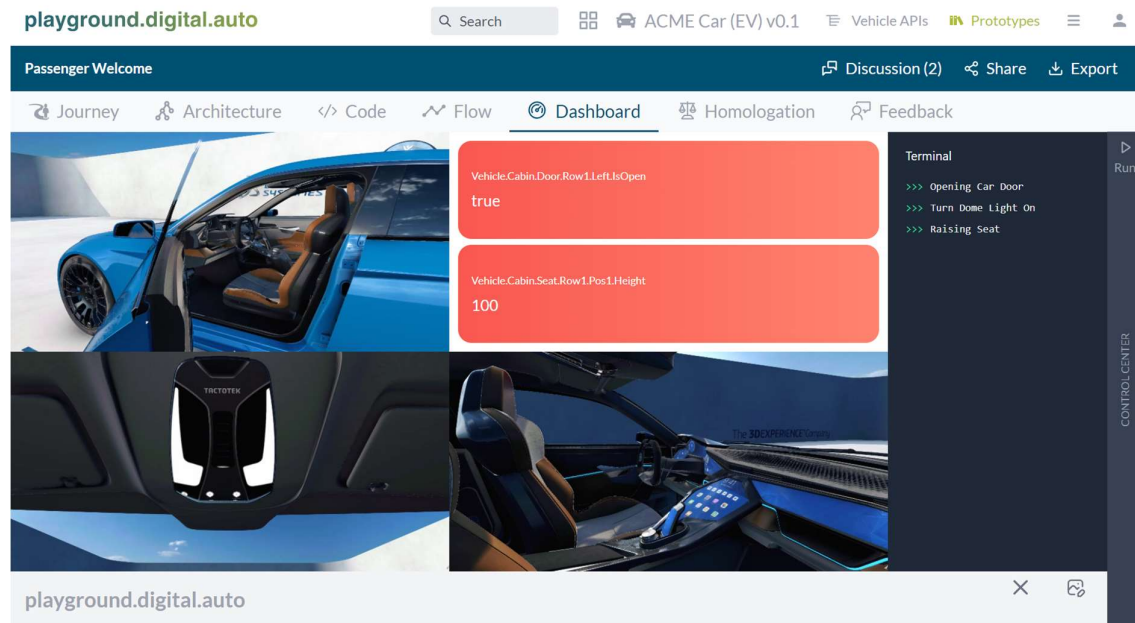 playground.digital.auto
Search
ACME Car (EV) v0.1
Vehicle APIs
Prototypes
Passenger Welcome
Discussion (2)
Share
Export
Journey
Architecture
</> Code
Flow
Dashboard
Homologation
Feedback
Vehicle.Cabin.Door.Row1.Left.IsOpen
true
Vehicle.Cabin.Seat.Row1.Pos1.Height
100
TACTOTEK
The 3DEXPERIENCE Company
Terminal
>>> Opening Car Door
>>> Turn Dome Light On
>>> Raising Seat
Run
CONTROL CENTER
playground.digital.auto